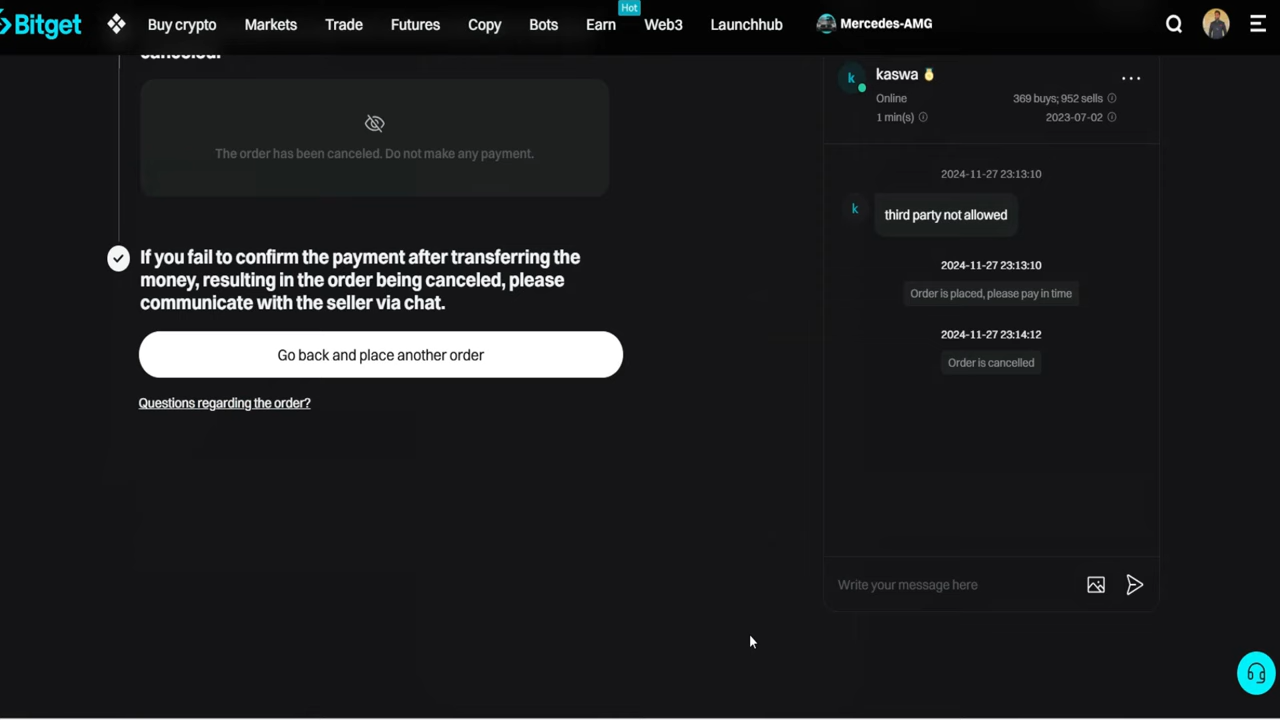 Bitget
Buy crypto
Markets
Trade
Futures
Copy
Bots
Earn
Hot
Web3
Launchhub
Mercedes-AMG
canceled.
The order has been canceled. Do not make any payment.
If you fail to confirm the payment after transferring the
money, resulting in the order being canceled, please
communicate with the seller via chat.
Go back and place another order
Questions regarding the order?
k
kaswa
Online
369 buys; 952 sells
1 min(s)
2023-07-02
2024-11-27 23:13:10
k
third party not allowed
2024-11-27 23:13:10
Order is placed, please pay in time
2024-11-27 23:14:12
Order is cancelled
Write your message here